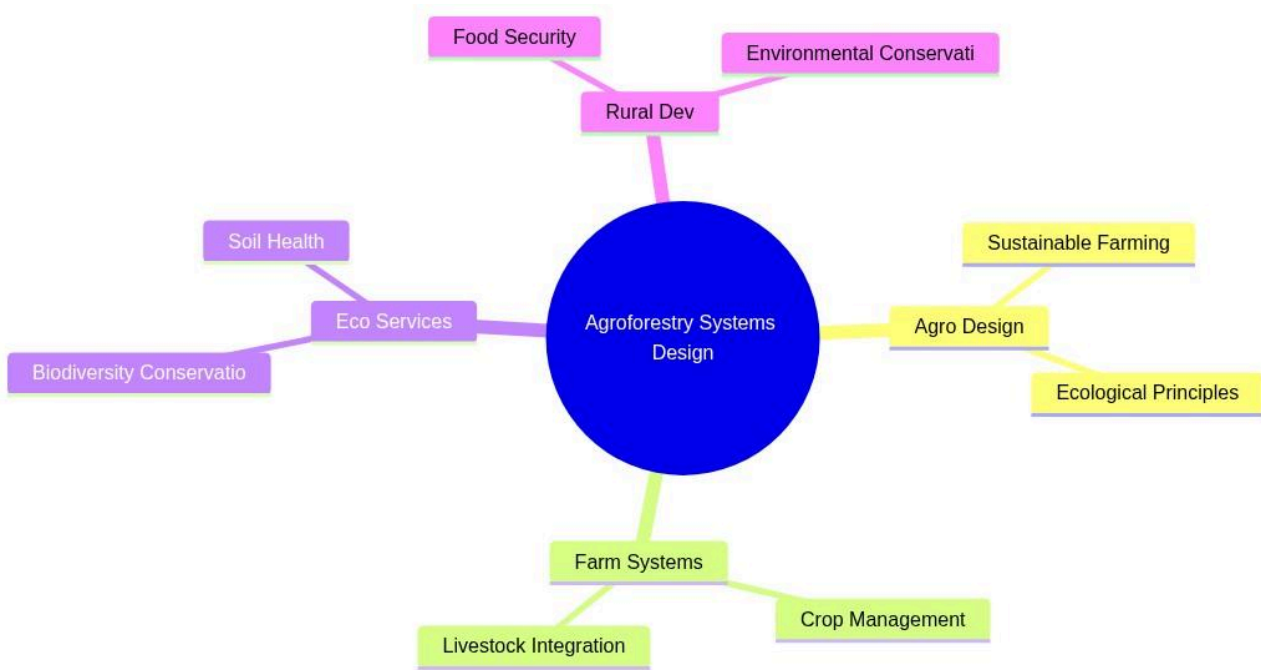 Food Security
Environmental Conservati
Rural Dev
Soil Health
Sustainable Farming
Eco Services
Agroforestry Systems
Design
Agro Design
Biodiversity Conservatio
Ecological Principles
Farm Systems
Crop Management
Livestock Integration